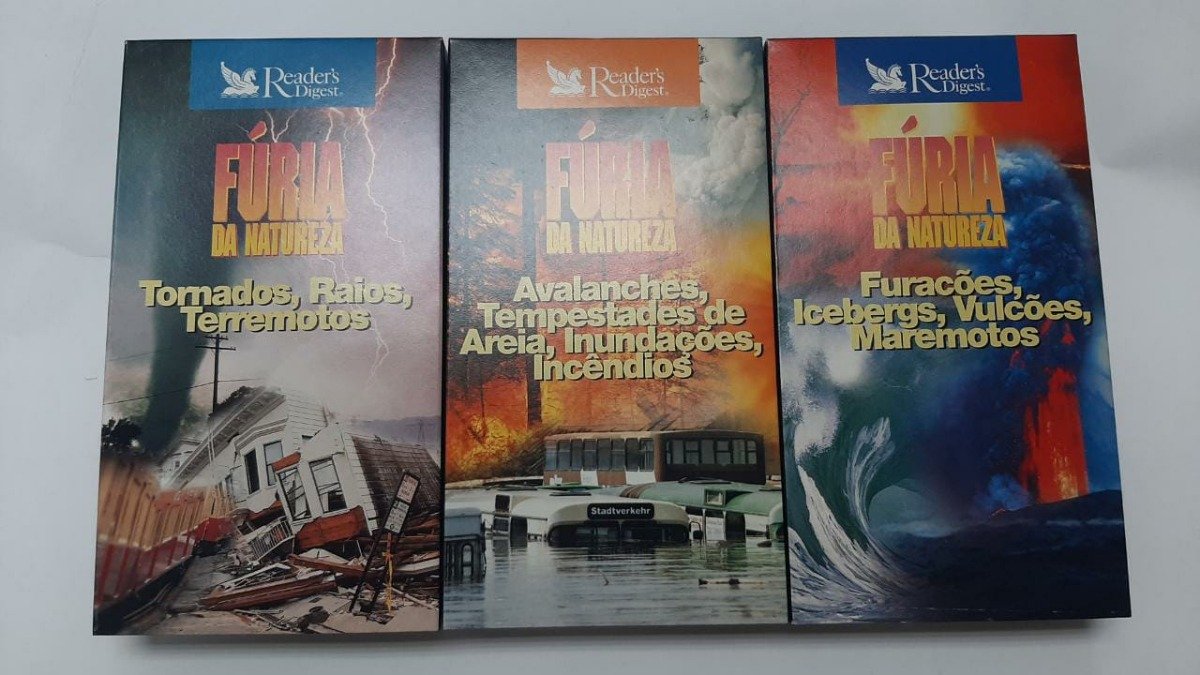 Reader's
Digest
FÚRIA
DA NATUREZA
Tornados, Raios,
Terremotos
Reader's
Digest
FÚRIA
DA NATUREZA
Avalanches,
Tempestades de
Areia, Inundações,
Incêndios
Stadtverkehr
Reader's
Digest
FÚRIA
DA NATUREZA
Furacões,
Icebergs, Vulcões,
Maremotos